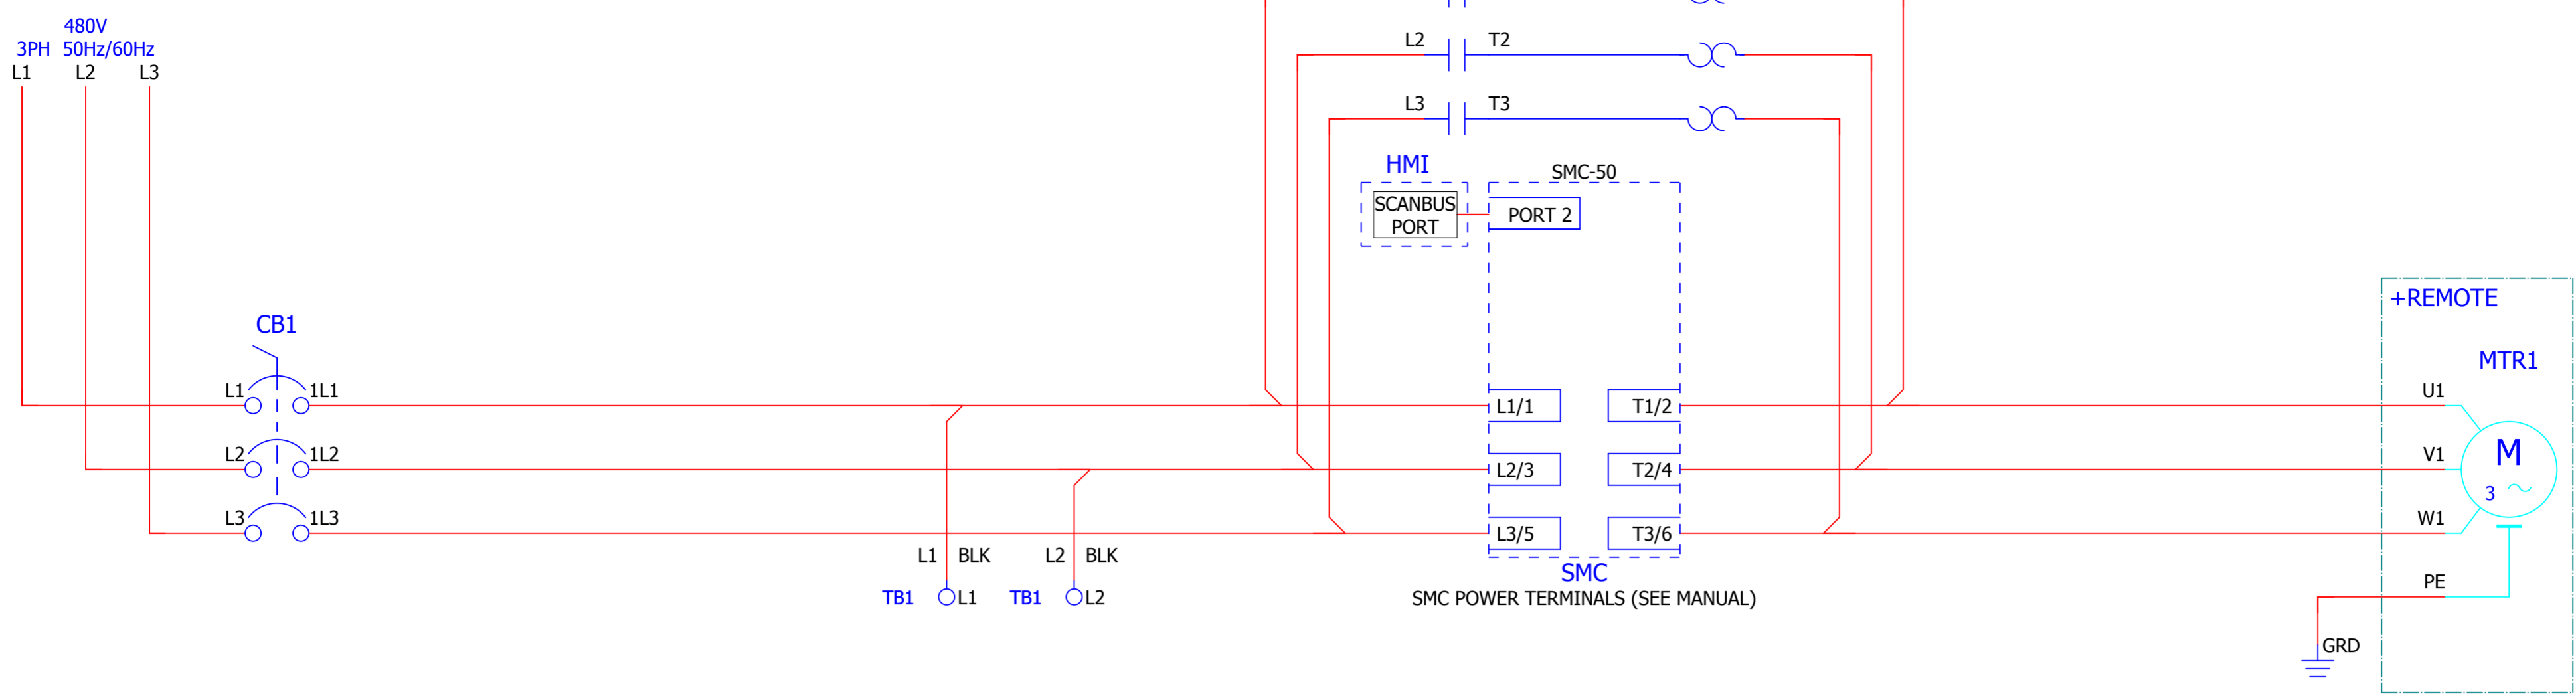 480V
3PH 50Hz/60Hz
L1 L2 L3
L2 T2
L3 T3
HMI
SMC-50
SCANBUS
PORT
PORT 2
+REMOTE
CB1
MTR1
L1 1L1
L1/1 T1/2
U1
L2 1L2
L2/3 T2/4
V1
M
3
L3 1L3
L3/5 T3/6
W1
L1 BLK L2 BLK
SMC
PE
TB1 L1 TB1 L2
SMC POWER TERMINALS (SEE MANUAL)
GRD